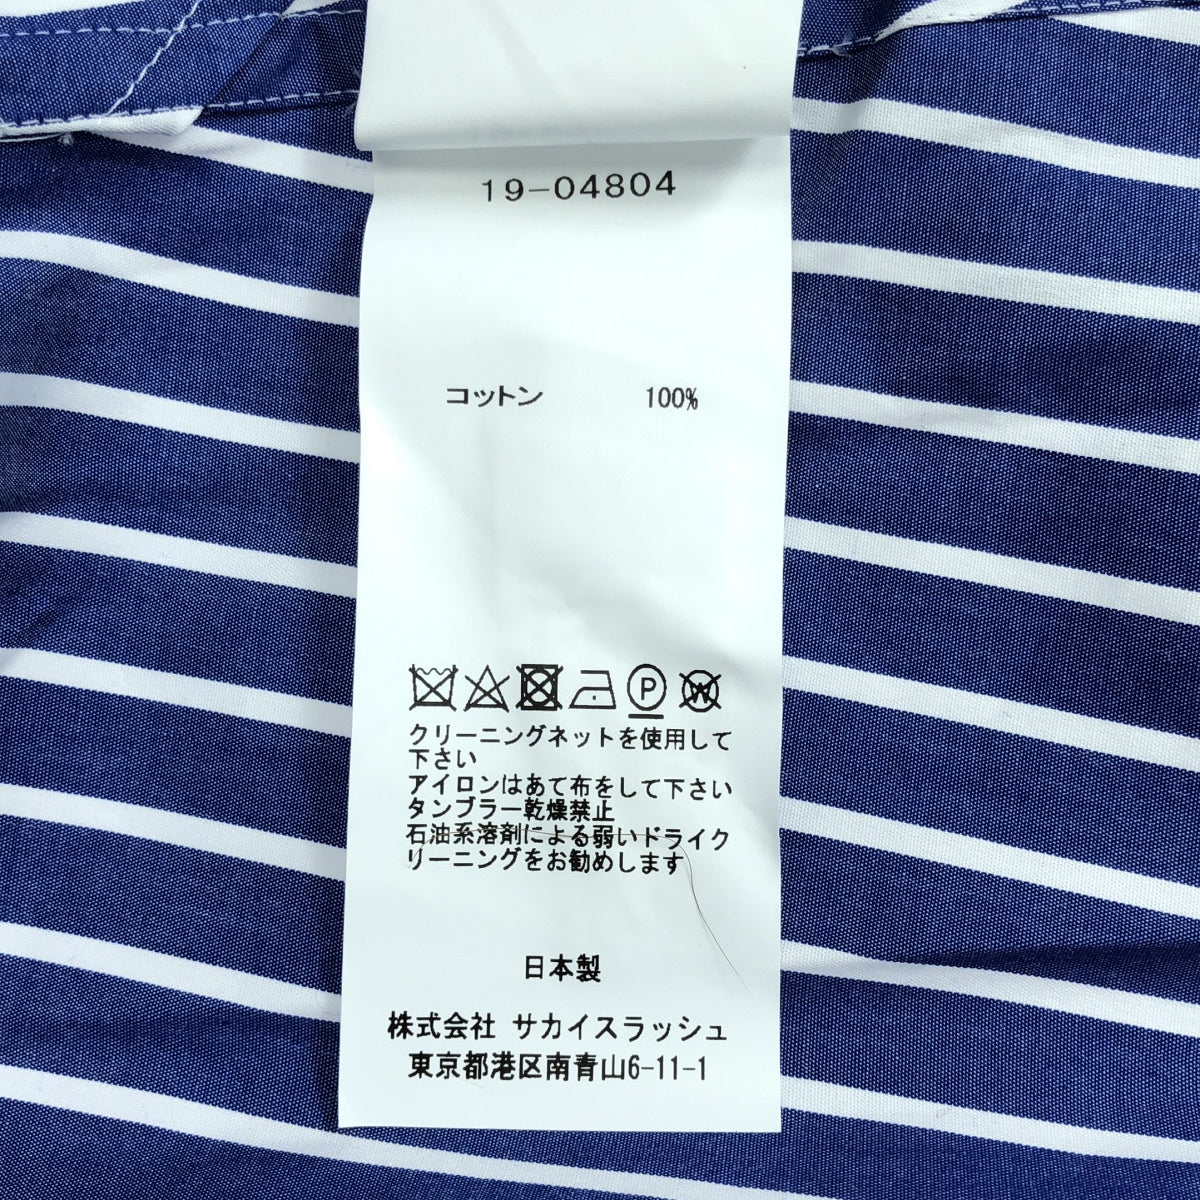 19-04804
コットン 100%
P
W
クリーニングネットを使用して
下さい
アイロンはあて布をして下さい
タンブラー乾燥禁止
石油系溶剤による弱いドライク
リーニングをお勧めします
日本製
株式会社 サカイスラッシュ
東京都港区南青山6-11-1